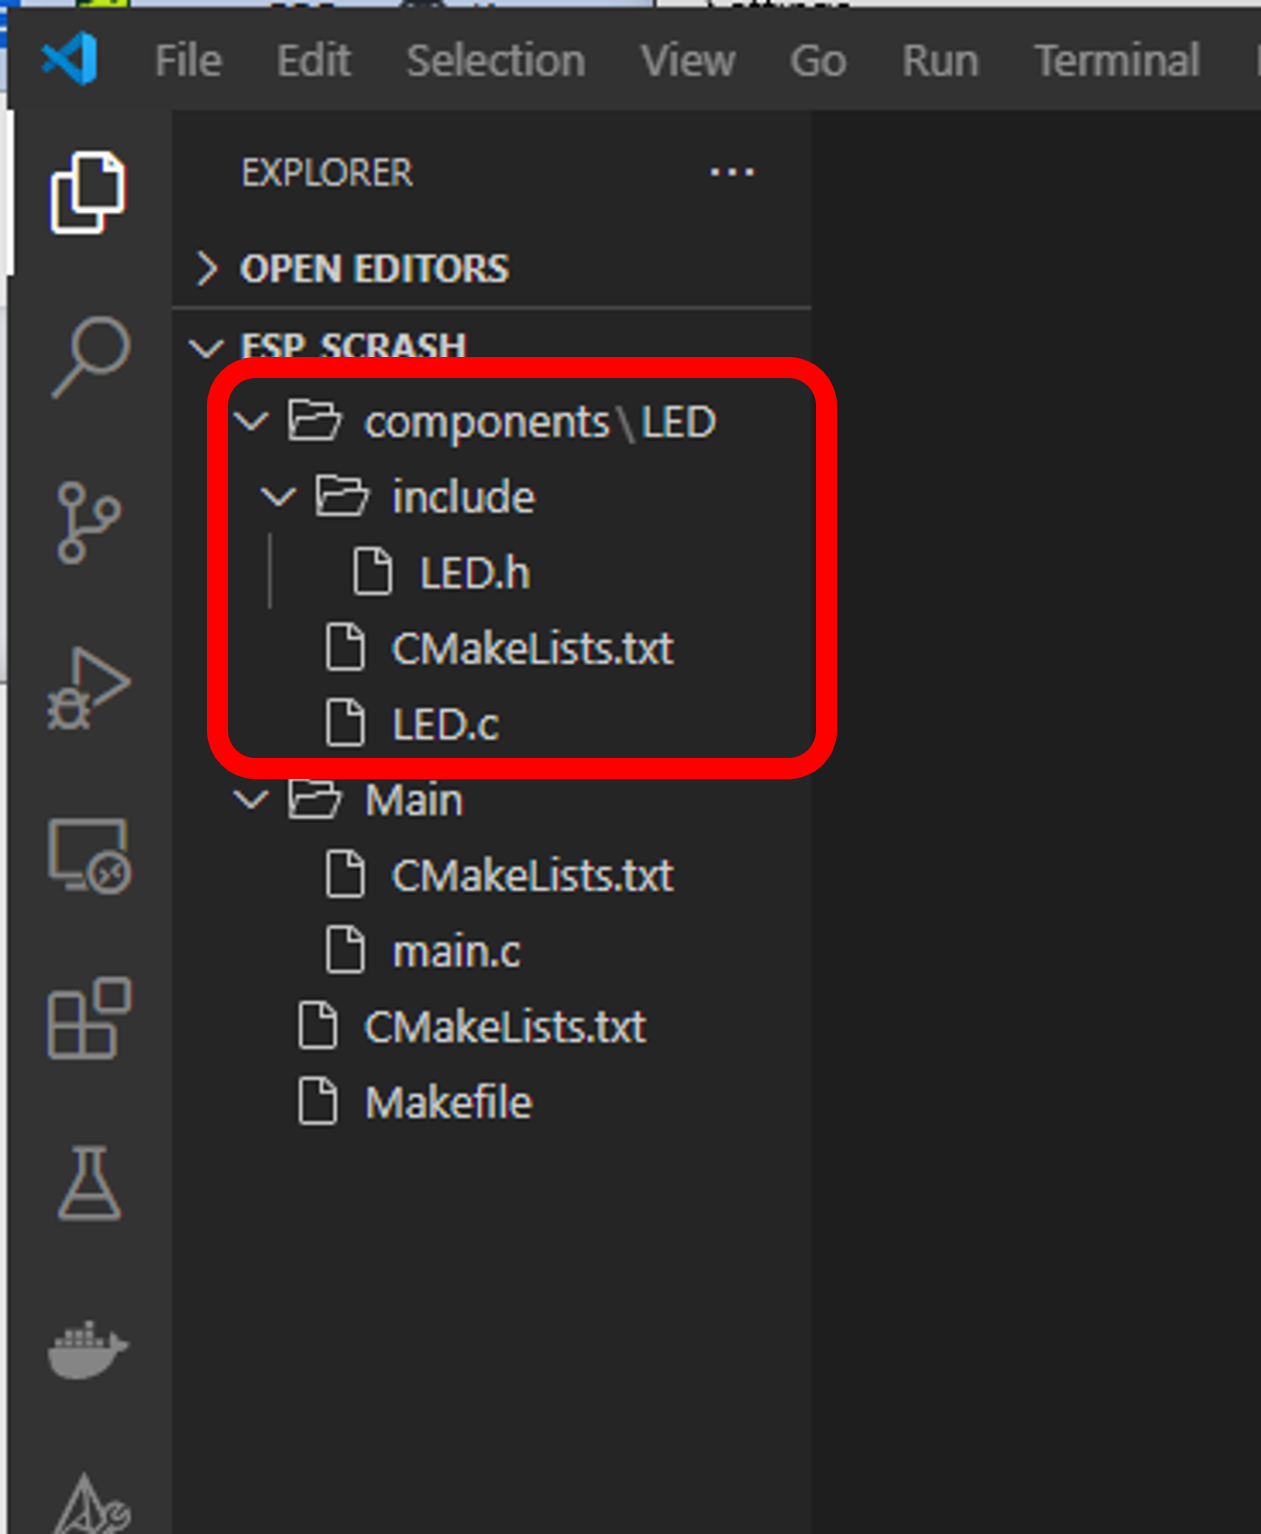 File Edit Selection View Go Run Terminal
EXPLORER ...
OPEN EDITORS
ESP_SCRASH
components\LED
include
LED.h
CMakeLists.txt
LED.c
Main
CMakeLists.txt
main.c
CMakeLists.txt
Makefile